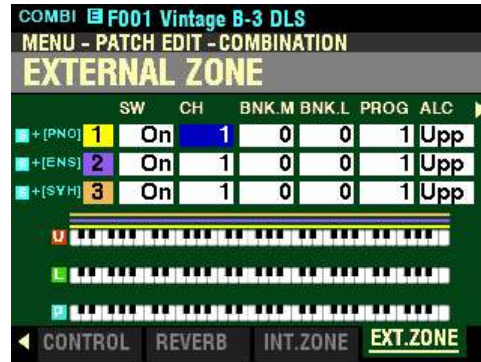 COMBI E F001 Vintage B-3 DLS
MENU - PATCH EDIT - COMBINATION
EXTERNAL ZONE
SW CH BNK.M BNK.L PROG ALC
S + [PNO] 1 On 1 0 0 1 Upp
S + [ENS] 2 On 1 0 0 1 Upp
S + [SYH] 3 On 1 0 0 1 Upp
U
L
P
CONTROL REVERB INT.ZONE EXT.ZONE